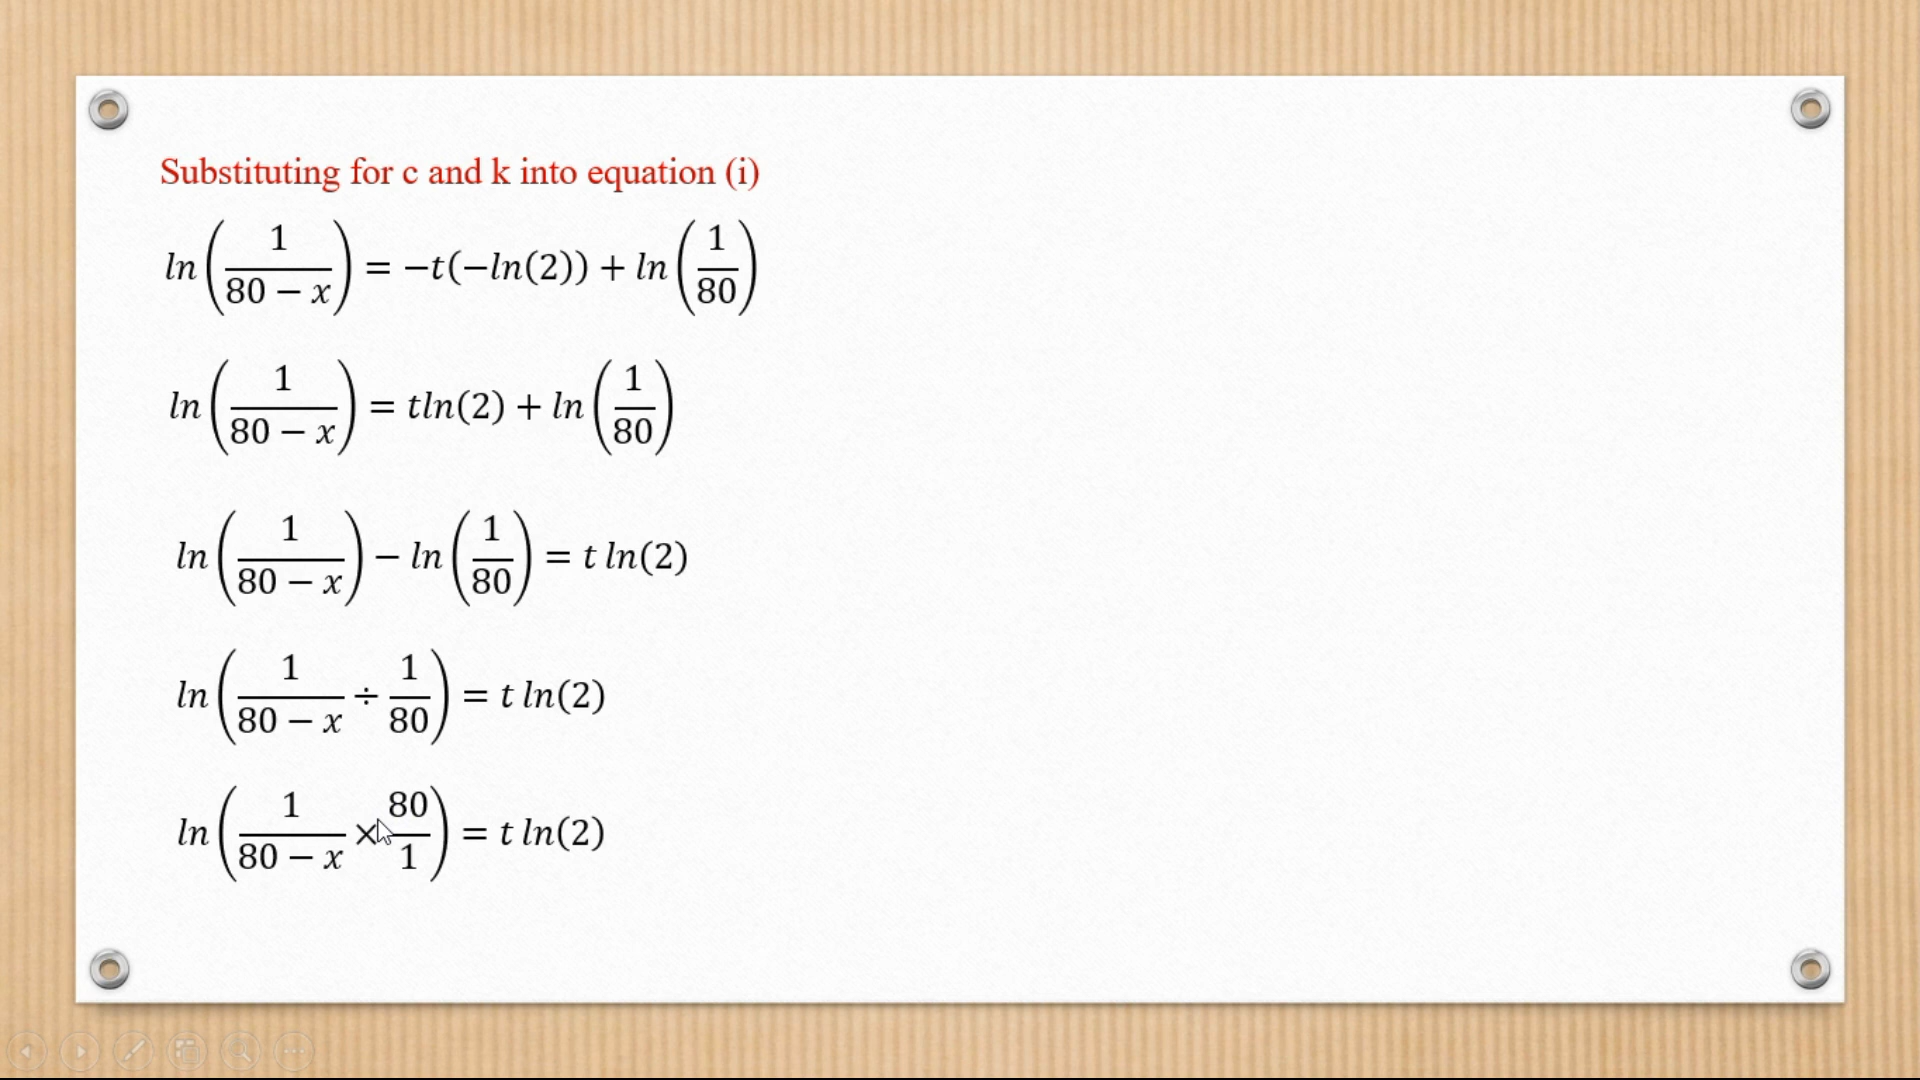 Substituting for c and k into equation (i)
ln(1/(80 − x)) = −t(−ln(2)) + ln(1/80)
ln(1/(80 − x)) = tln(2) + ln(1/80)
ln(1/(80 − x)) − ln(1/80) = t ln(2)
ln(1/(80 − x) ÷ 1/80) = t ln(2)
ln(1/(80 − x) × 80/1) = t ln(2)